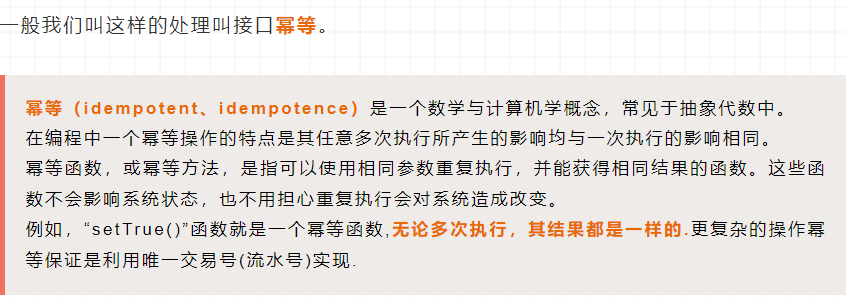 一般我们叫这样的处理叫接口幂等。
幂等（idempotent、idempotence）是一个数学与计算机学概念，常见于抽象代数中。
在编程中一个幂等操作的特点是其任意多次执行所产生的影响均与一次执行的影响相同。
幂等函数，或幂等方法，是指可以使用相同参数重复执行，并能获得相同结果的函数。这些函
数不会影响系统状态，也不用担心重复执行会对系统造成改变。
例如，“setTrue()”函数就是一个幂等函数,无论多次执行，其结果都是一样的.更复杂的操作幂
等保证是利用唯一交易号(流水号)实现.